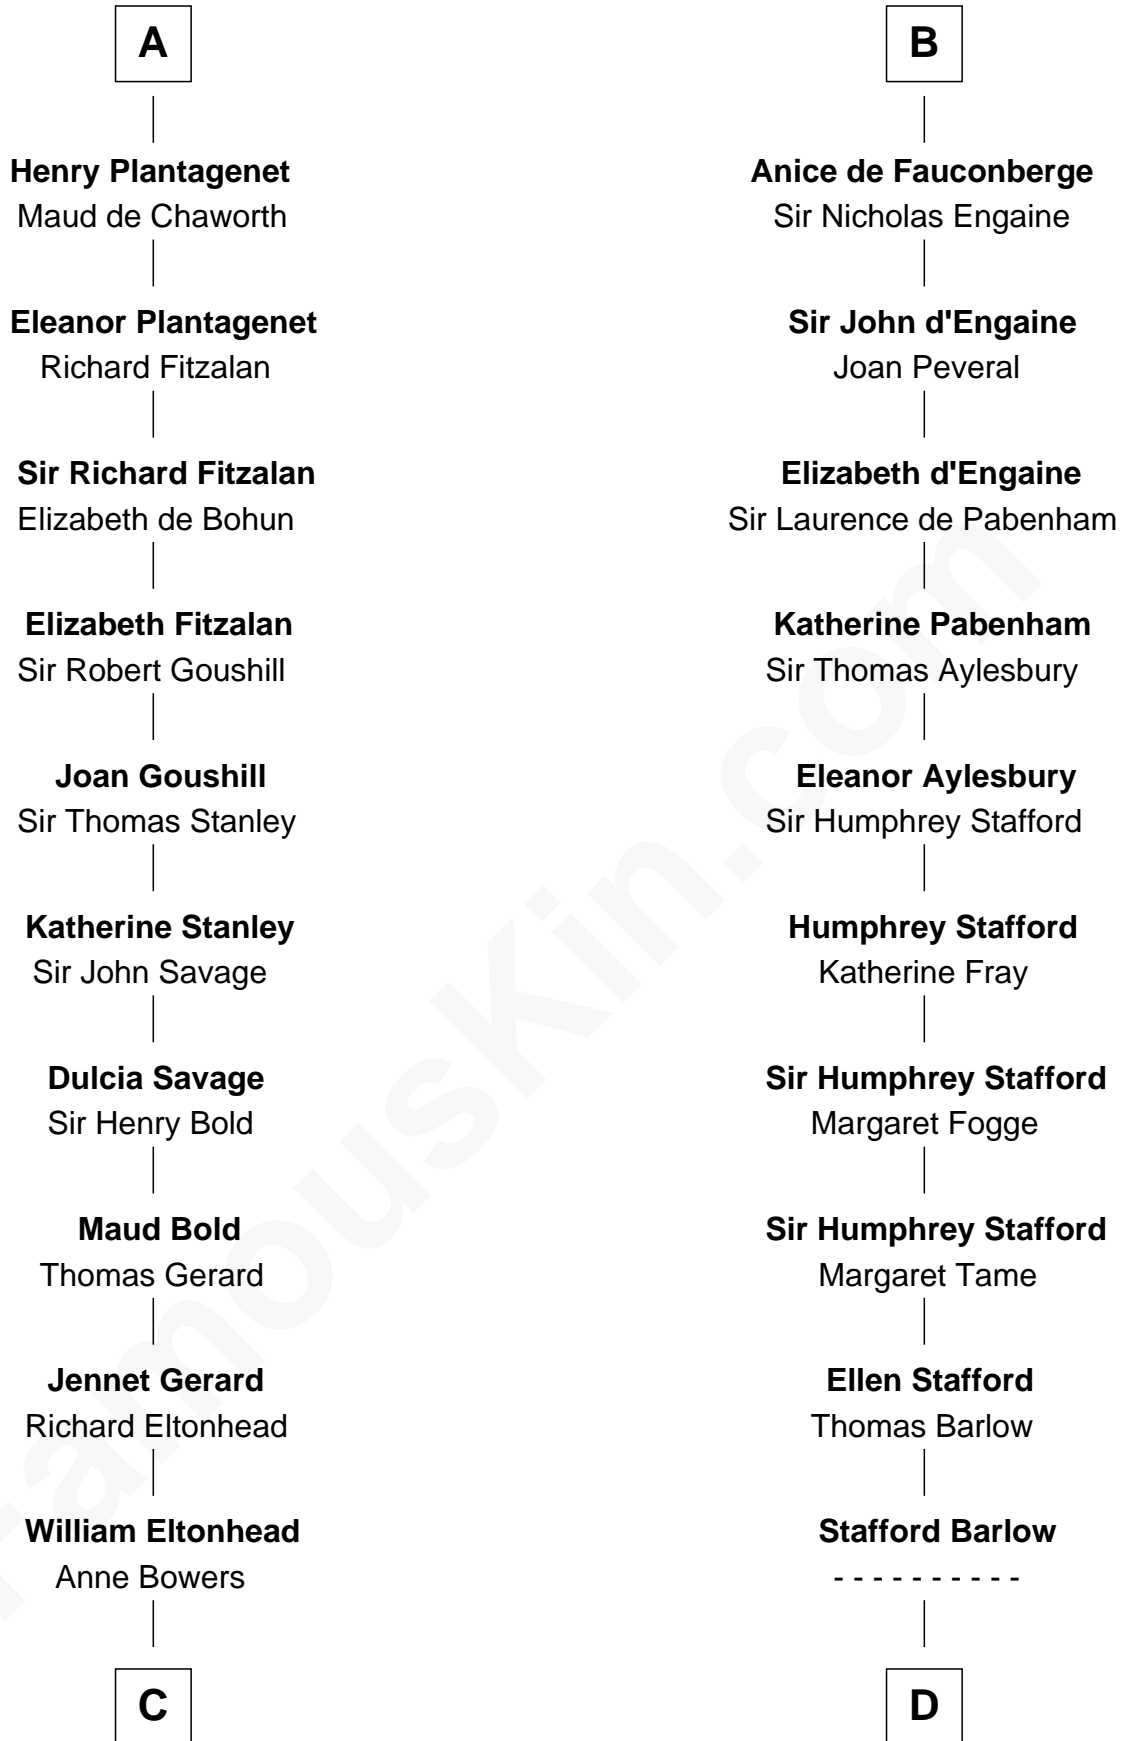 A
Henry Plantagenet
Maud de Chaworth
Eleanor Plantagenet
Richard Fitzalan
Sir Richard Fitzalan
Elizabeth de Bohun
Elizabeth Fitzalan
Sir Robert Goushill
Joan Goushill
Sir Thomas Stanley
Katherine Stanley
Sir John Savage
Dulcia Savage
Sir Henry Bold
Maud Bold
Thomas Gerard
Jennet Gerard
Richard Eltonhead
William Eltonhead
Anne Bowers
C
B
Anice de Fauconberge
Sir Nicholas Engaine
Sir John d'Engaine
Joan Peveral
Elizabeth d'Engaine
Sir Laurence de Pabenham
Katherine Pabenham
Sir Thomas Aylesbury
Eleanor Aylesbury
Sir Humphrey Stafford
Humphrey Stafford
Katherine Fray
Sir Humphrey Stafford
Margaret Fogge
Sir Humphrey Stafford
Margaret Tame
Ellen Stafford
Thomas Barlow
Stafford Barlow
- - - - - - - - - -
D
FamousKin.com